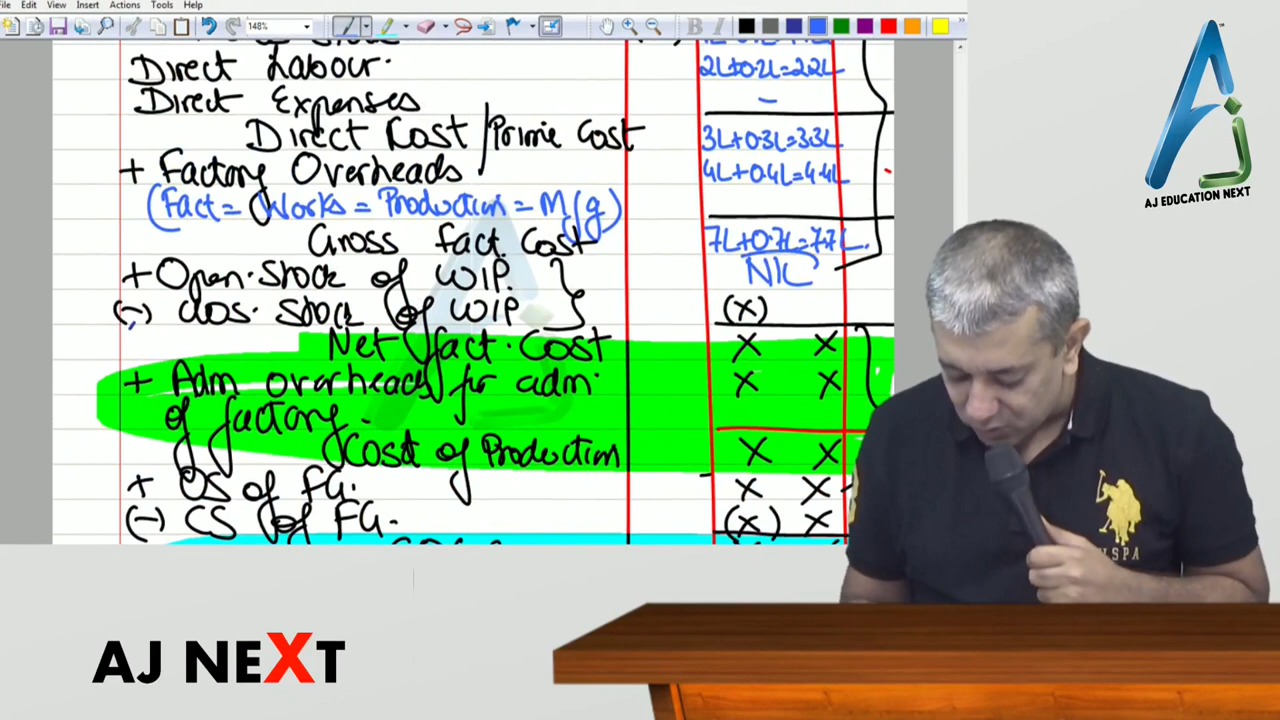 File Edit View Insert Actions Tools Help
148%
B I
Direct Labour. 2L+0.2L=2.2L
Direct Expenses –
Direct Cost/Prime Cost 3L+0.3L=3.3L
+ Factory Overheads 4L+0.4L=4.4L
(Fact = Works = Production = M(g)
Gross fact. Cost 7L+0.7L=7.7L.
+ Open. Stock of WIP. NIL
(-) Clos. Stock of WIP (x)
Net fact. Cost X X
+ Adm overheads for adm. X X
of factory.
Cost of Production X X
+ OS of FG. X X
(-) CS of FG. (X) X
AJ NEXT
AJ EDUCATION NEXT
USPA